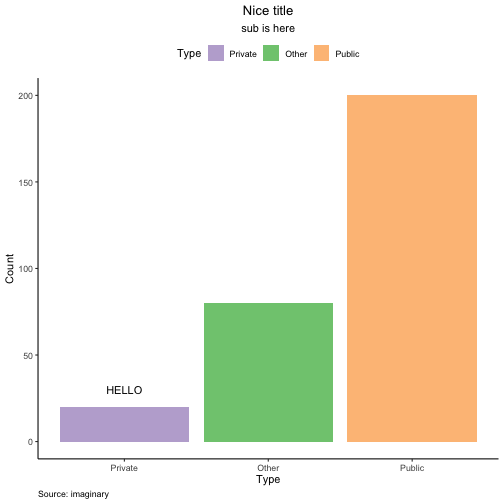 Nice title
sub is here
Type Private Other Public
Count
200
150
100
50
0
HELLO
Private Other Public
Type
Source: imaginary